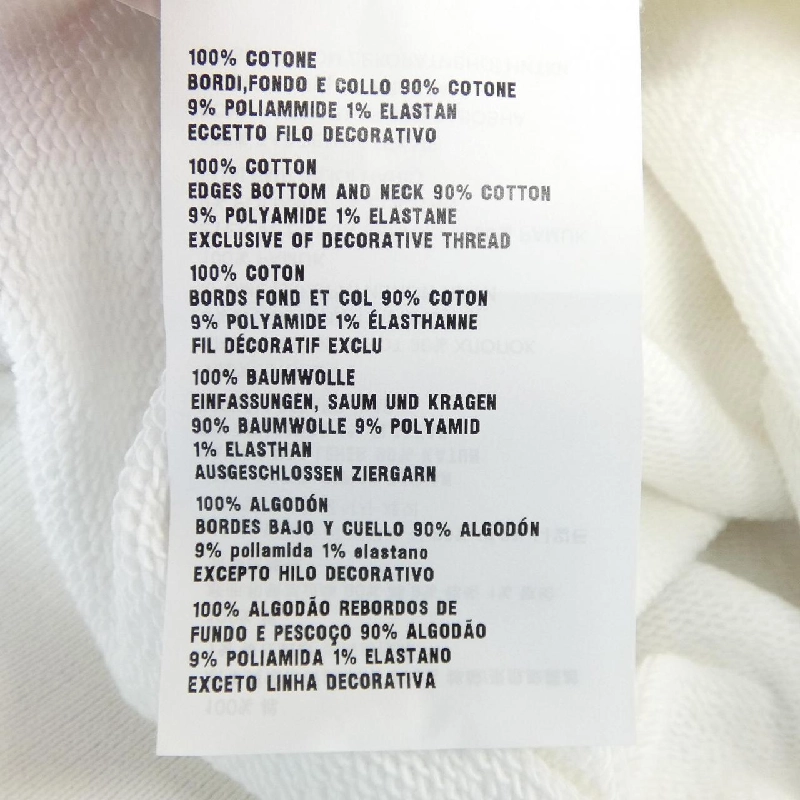 100% COTONE
BORDI,FONDO E COLLO 90% COTONE
9% POLIAMMIDE 1% ELASTAN
ECCETTO FILO DECORATIVO
100% COTTON
EDGES BOTTOM AND NECK 90% COTTON
9% POLYAMIDE 1% ELASTANE
EXCLUSIVE OF DECORATIVE THREAD
100% COTON
BORDS FOND ET COL 90% COTON
9% POLYAMIDE 1% ÉLASTHANNE
FIL DÉCORATIF EXCLU
100% BAUMWOLLE
EINFASSUNGEN, SAUM UND KRAGEN
90% BAUMWOLLE 9% POLYAMID
1% ELASTHAN
AUSGESCHLOSSEN ZIERGARN
100% ALGODÓN
BORDES BAJO Y CUELLO 90% ALGODÓN
9% poliamida 1% elastano
EXCEPTO HILO DECORATIVO
100% ALGODÃO REBORDOS DE
FUNDO E PESCOÇO 90% ALGODÃO
9% POLIAMIDA 1% ELASTANO
EXCETO LINHA DECORATIVA